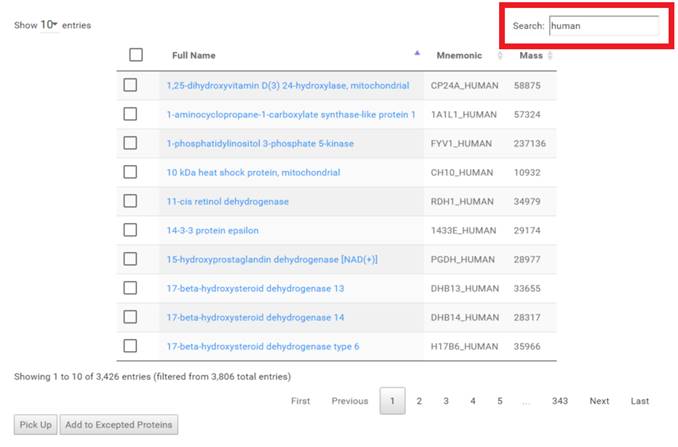 Show 10 entries Search: human
Full Name Mnemonic Mass
1,25-dihydroxyvitamin D(3) 24-hydroxylase, mitochondrial CP24A_HUMAN 58875
1-aminocyclopropane-1-carboxylate synthase-like protein 1 1A1L1_HUMAN 57324
1-phosphatidylinositol 3-phosphate 5-kinase FYV1_HUMAN 237136
10 kDa heat shock protein, mitochondrial CH10_HUMAN 10932
11-cis retinol dehydrogenase RDH1_HUMAN 34979
14-3-3 protein epsilon 1433E_HUMAN 29174
15-hydroxyprostaglandin dehydrogenase [NAD(+)] PGDH_HUMAN 28977
17-beta-hydroxysteroid dehydrogenase 13 DHB13_HUMAN 33655
17-beta-hydroxysteroid dehydrogenase 14 DHB14_HUMAN 28317
17-beta-hydroxysteroid dehydrogenase type 6 H17B6_HUMAN 35966
Showing 1 to 10 of 3,426 entries (filtered from 3,806 total entries)
First Previous 1 2 3 4 5 ... 343 Next Last
Pick Up Add to Excepted Proteins